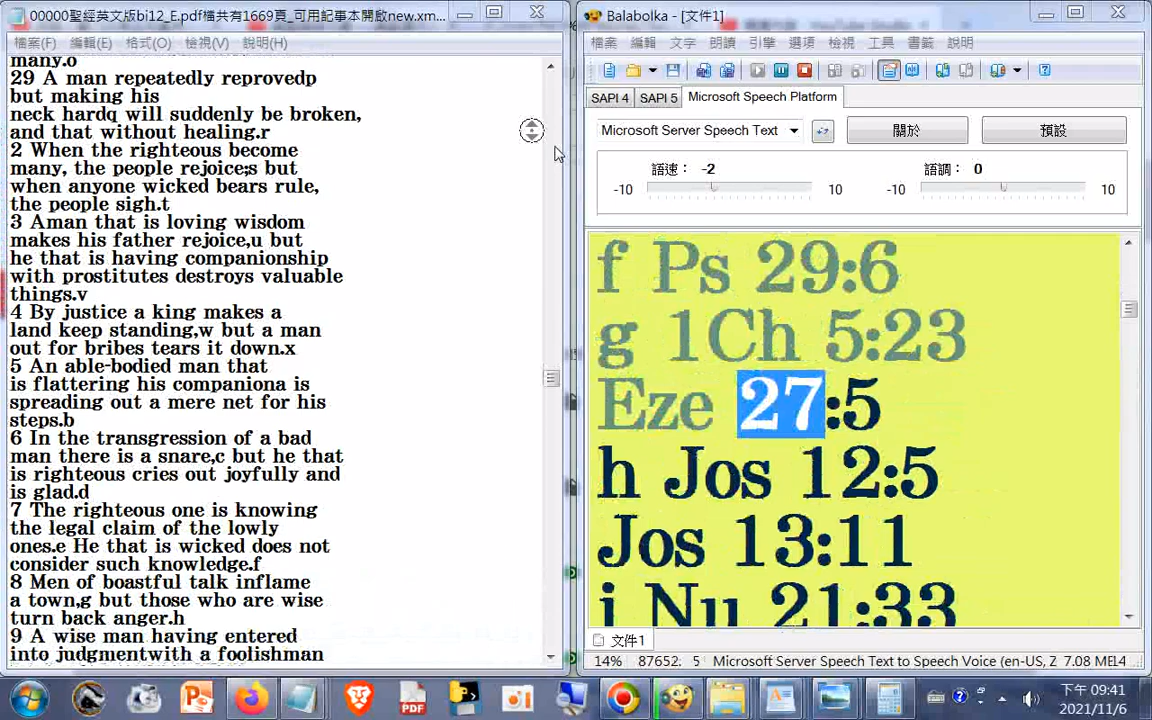 00000聖經英文版bi12_E.pdf檔共有1669頁_可用記事本開啟new.xm...
檔案(F) 編輯(E) 格式(O) 檢視(V) 說明(H)
many.o
29 A man repeatedly reprovedp
but making his
neck hardq will suddenly be broken,
and that without healing.r
2 When the righteous become
many, the people rejoice;s but
when anyone wicked bears rule,
the people sigh.t
3 Aman that is loving wisdom
makes his father rejoice,u but
he that is having companionship
with prostitutes destroys valuable
things.v
4 By justice a king makes a
land keep standing,w but a man
out for bribes tears it down.x
5 An able-bodied man that
is flattering his companiona is
spreading out a mere net for his
steps.b
6 In the transgression of a bad
man there is a snare,c but he that
is righteous cries out joyfully and
is glad.d
7 The righteous one is knowing
the legal claim of the lowly
ones.e He that is wicked does not
consider such knowledge.f
8 Men of boastful talk inflame
a town,g but those who are wise
turn back anger.h
9 A wise man having entered
into judgmentwith a foolishman
Balabolka - [文件1]
檔案 編輯 文字 朗讀 引擎 選項 檢視 工具 書籤 說明
SAPI 4 SAPI 5 Microsoft Speech Platform
Microsoft Server Speech Text 關於 預設
語速: -2 語調: 0
-10 10 -10 10
f Ps 29:6
g 1Ch 5:23
Eze 27:5
h Jos 12:5
Jos 13:11
i Nu 21:33
文件1
14% 87652: 5 Microsoft Server Speech Text to Speech Voice (en-US, Z 7.08 MB
下午 09:41
2021/11/6